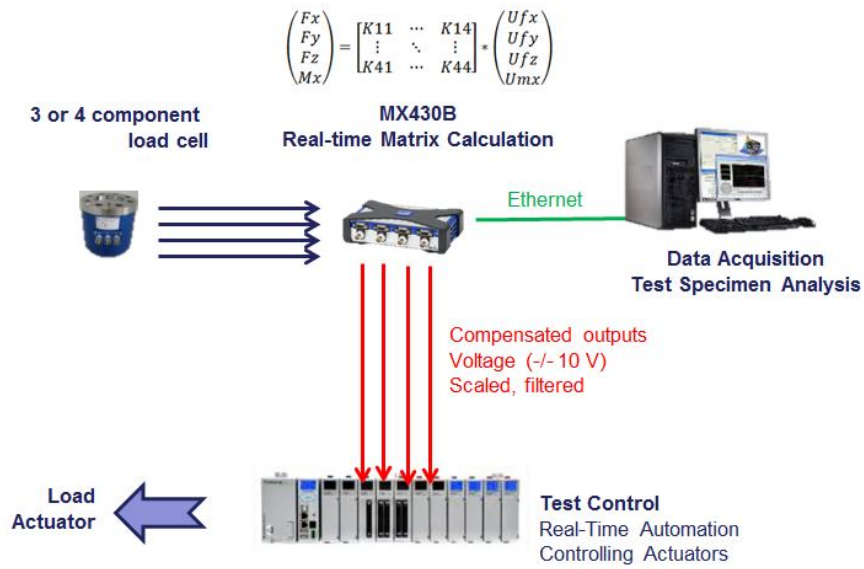 (Fx Fy Fz Mx) = [K11 ⋯ K14 ⋮ ⋱ ⋮ K41 ⋯ K44] * (Ufx Ufy Ufz Umx)
3 or 4 component
load cell
MX430B
Real-time Matrix Calculation
Ethernet
Data Acquisition
Test Specimen Analysis
Compensated outputs
Voltage (-/- 10 V)
Scaled, filtered
Load
Actuator
Test Control
Real-Time Automation
Controlling Actuators